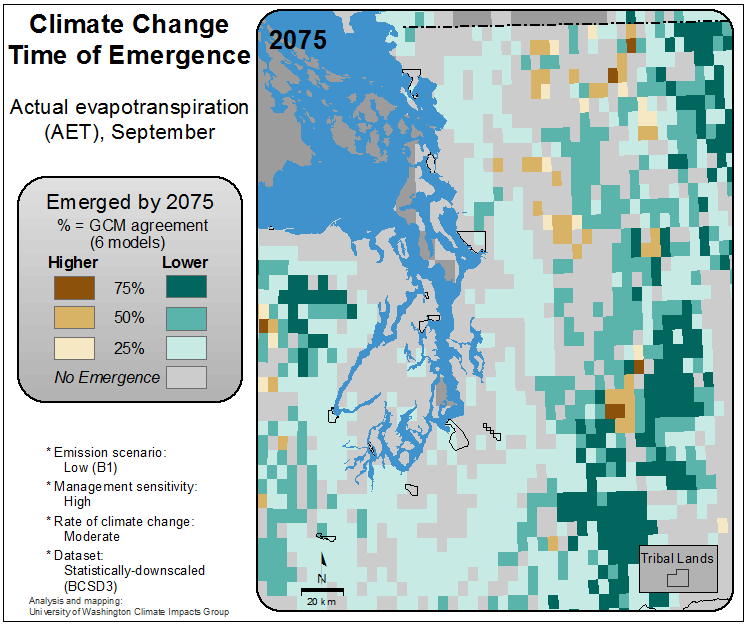 Climate Change
Time of Emergence
Actual evapotranspiration
(AET), September
Emerged by 2075
% = GCM agreement
(6 models)
Higher Lower
75%
50%
25%
No Emergence
* Emission scenario:
Low (B1)
* Management sensitivity:
High
* Rate of climate change:
Moderate
* Dataset:
Statistically-downscaled
(BCSD3)
Analysis and mapping:
University of Washington Climate Impacts Group
2075
N
20 km
Tribal Lands